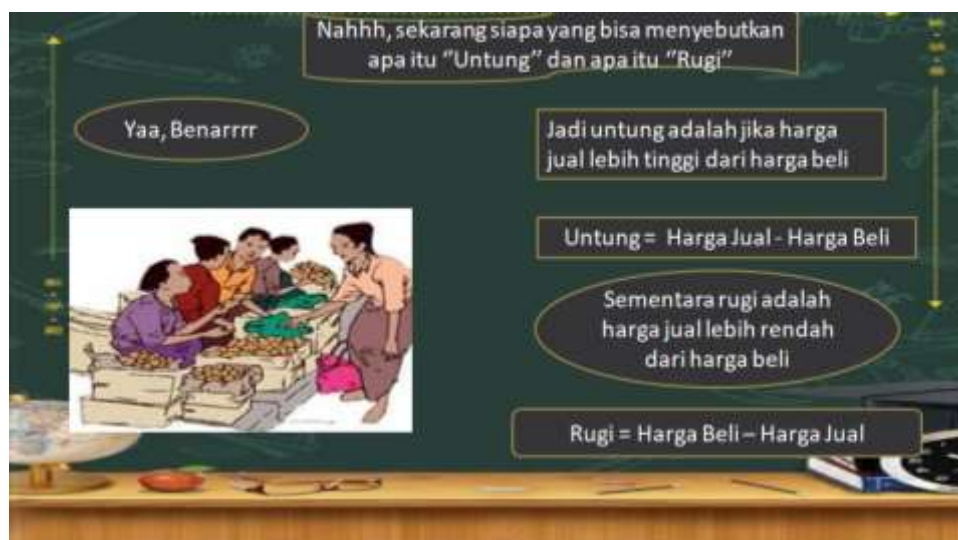 Nahhh, sekarang siapa yang bisa menyebutkan
apa itu "Untung" dan apa itu "Rugi"
Yaa, Benarrrr
Jadi untung adalah jika harga
jual lebih tinggi dari harga beli
Untung = Harga Jual - Harga Beli
Sementara rugi adalah
harga jual lebih rendah
dari harga beli
Rugi = Harga Beli – Harga Jual